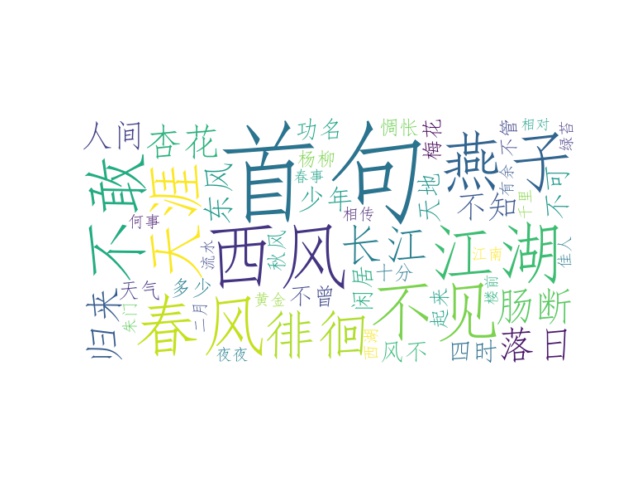 人间
杏花
首句
功名
惆怅
梅花
燕子
不管
相对
绿苔
不敢
天涯
东风
杨柳
春事
少年
天地
不知
有余
千里
不可
何事
流水
西风
秋风
相传
长江
江湖
江南
佳人
归来
天气
多少
黄金
不曾
闲居
十分
不见
起来
楼前
肠断
朱门
春风
二月
徘徊
夜夜
西湖
风不
四时
落日